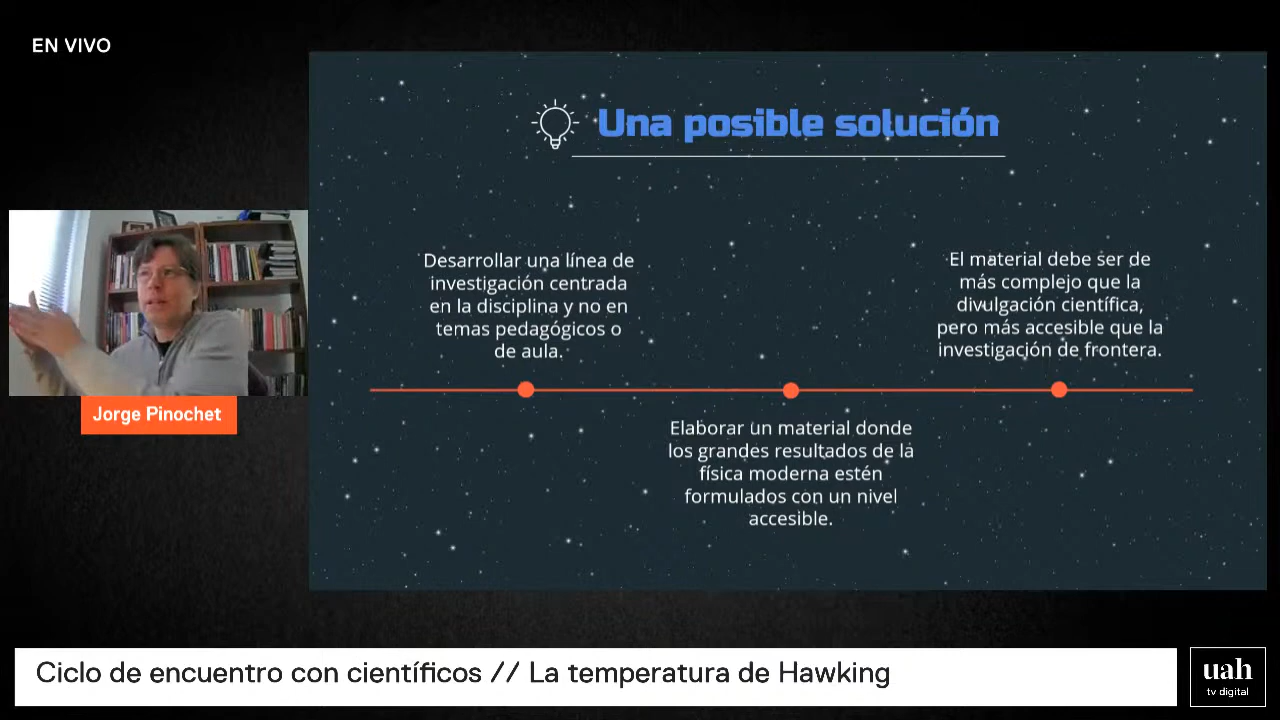 EN VIVO
Una posible solución
Desarrollar una línea de
investigación centrada
en la disciplina y no en
temas pedagógicos o
de aula.
El material debe ser de
más complejo que la
divulgación científica,
pero más accesible que la
investigación de frontera.
Elaborar un material donde
los grandes resultados de la
física moderna estén
formulados con un nivel
accesible.
Jorge Pinochet
Ciclo de encuentro con científicos // La temperatura de Hawking
uah
tv digital